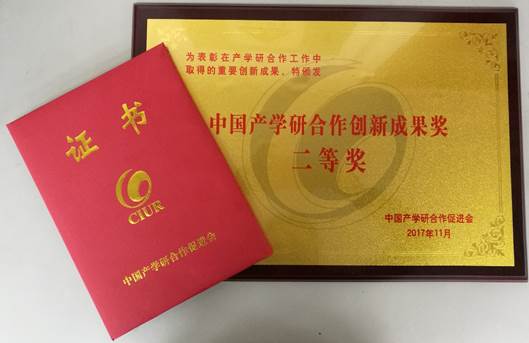 为表彰在产学研合作工作中
取得的重要创新成果,特颁发
中国产学研合作创新成果奖
二等奖
中国产学研合作促进会
2017年11月
证书
CIUR
中国产学研合作促进会